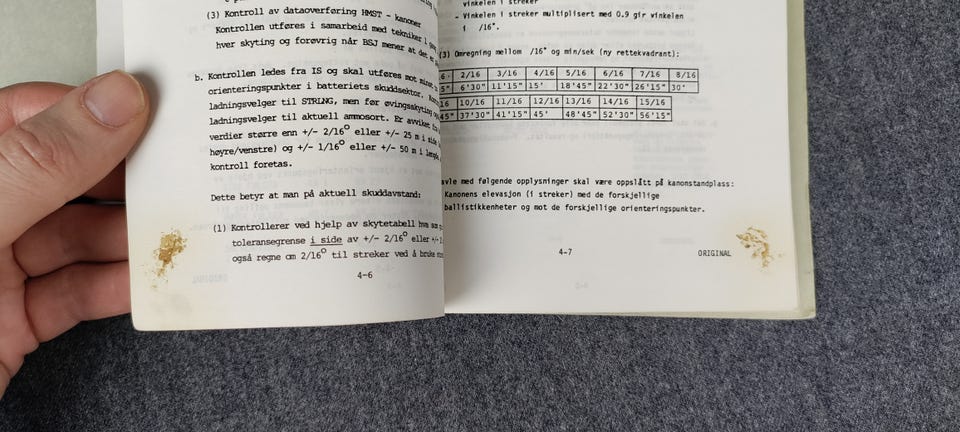 (3) Kontroll av dataoverføring HMST - kanoner
Kontrollen utføres i samarbeid med tekniker i
hver skyting og forøvrig når BSJ mener at det er
b. Kontrollen ledes fra IS og skal utføres mot minst
orienteringspunkter i batteriets skuddsektor.
ladningsvelger til STRLNG, men før øvingsskyting
ladningsvelger til aktuell ammosort. Er avviket
verdier større enn +/- 2/16° eller +/- 25 m i side
høyre/venstre) og +/- 1/16° eller +/- 50 m i lengde,
kontroll foretas.
Dette betyr at man på aktuell skuddavstand:
(1) Kontrollerer ved hjelp av skytetabell hva som
toleransegrense i side av +/- 2/16° eller +/-
også regne om 2/16° til streker ved å bruke
4-6
vinkelen i streker
- Vinkelen i streker multiplisert med 0.9 gir vinkelen
i /16°.
(3) Omregning mellom /16° og min/sek (ny rettekvadrant):
2/16 3/16 4/16 5/16 6/16 7/16 8/16
6'30" 11'15" 15' 18'45" 22'30" 26'15" 30'
10/16 11/16 12/16 13/16 14/16 15/16
37'30" 41'15" 45' 48'45" 52'30" 56'15"
avle med følgende opplysninger skal være oppslått på kanonstandplass:
Kanonens elevasjon (i streker) med de forskjellige
ballistikkenheter og mot de forskjellige orienteringspunkter.
4-7
ORIGINAL